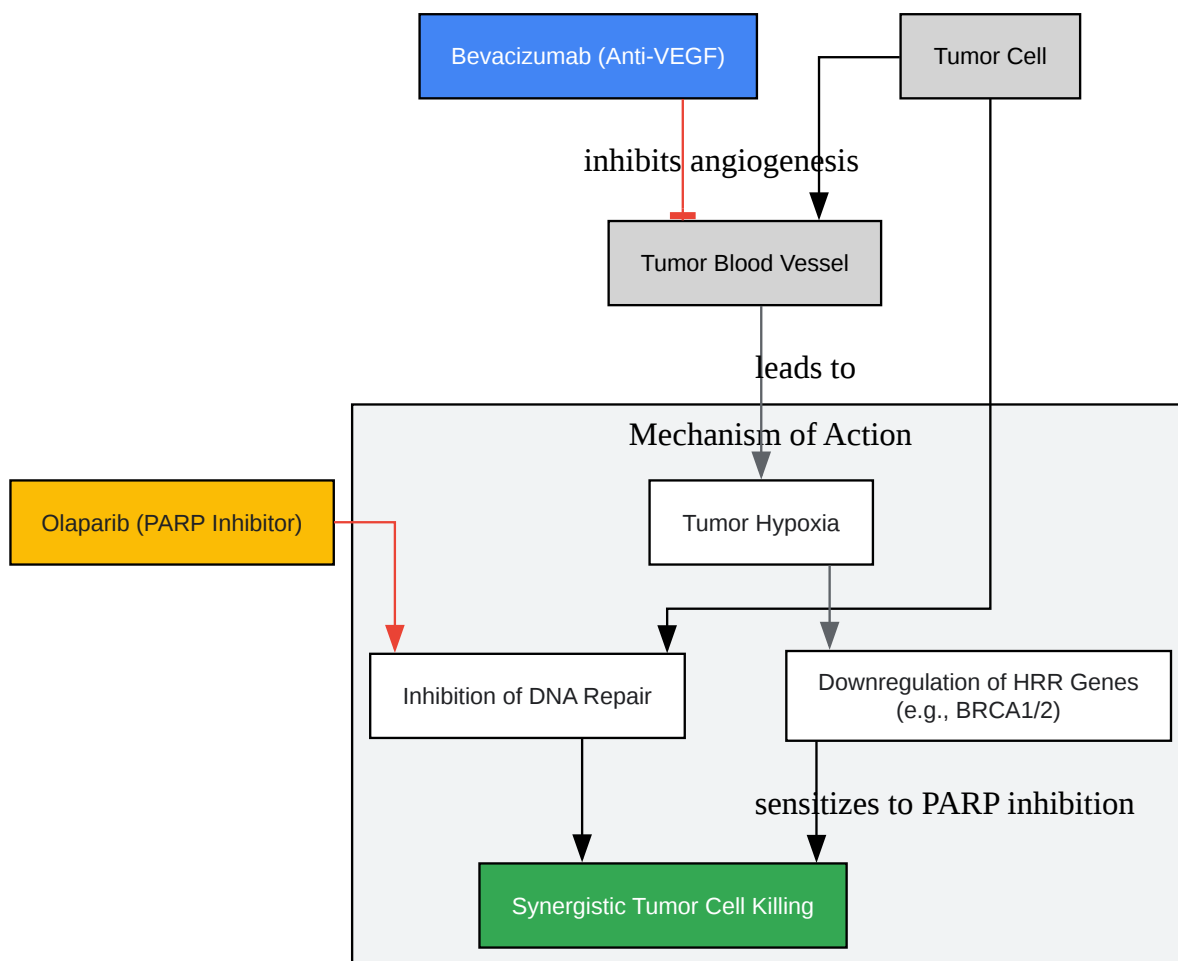 Bevacizumab (Anti-VEGF)
Tumor Cell
inhibits angiogenesis
Tumor Blood Vessel
leads to
Mechanism of Action
Olaparib (PARP Inhibitor)
Tumor Hypoxia
Inhibition of DNA Repair
Downregulation of HRR Genes
(e.g., BRCA1/2)
sensitizes to PARP inhibition
Synergistic Tumor Cell Killing